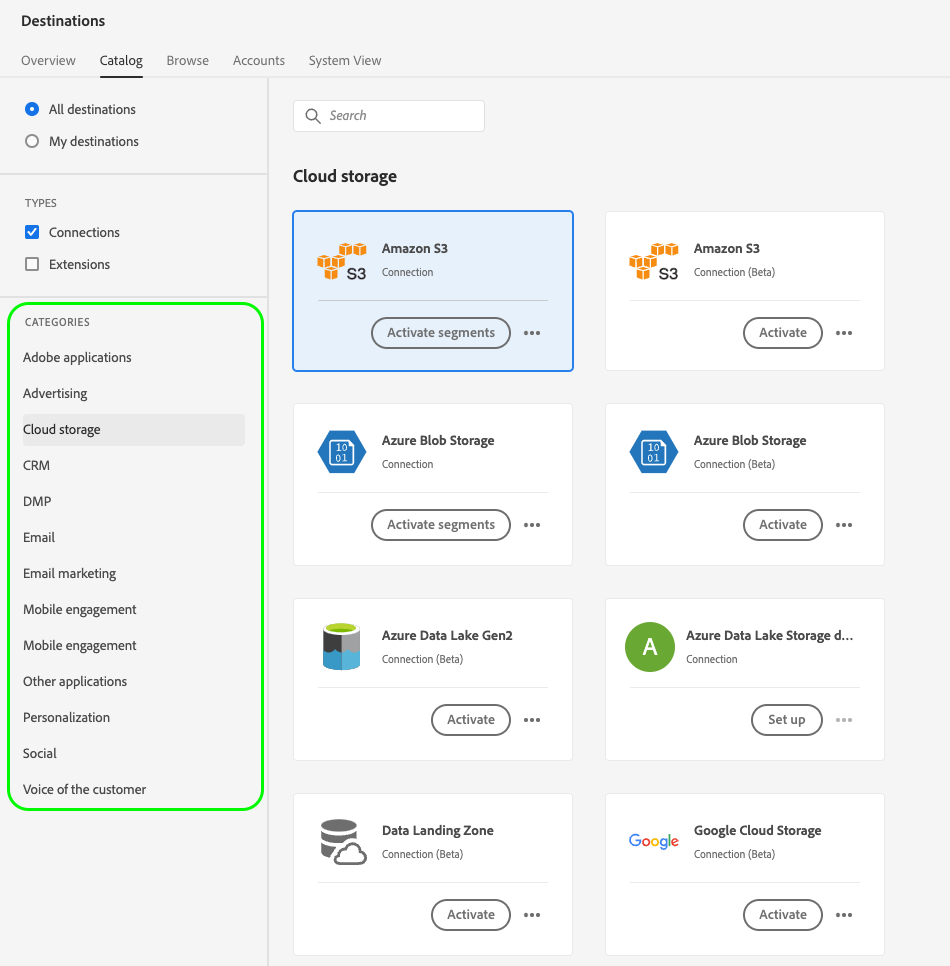 Destinations
Overview Catalog Browse Accounts System View
All destinations
My destinations
TYPES
Connections
Extensions
CATEGORIES
Adobe applications
Advertising
Cloud storage
CRM
DMP
Email
Email marketing
Mobile engagement
Mobile engagement
Other applications
Personalization
Social
Voice of the customer
Search
Cloud storage
S3
Amazon S3
Connection
Activate segments
S3
Amazon S3
Connection (Beta)
Activate
10
01
Azure Blob Storage
Connection
Activate segments
10
01
Azure Blob Storage
Connection (Beta)
Activate
Azure Data Lake Gen2
Connection (Beta)
Activate
A
Azure Data Lake Storage d...
Connection
Set up
Data Landing Zone
Connection (Beta)
Activate
Google
Google Cloud Storage
Connection (Beta)
Activate